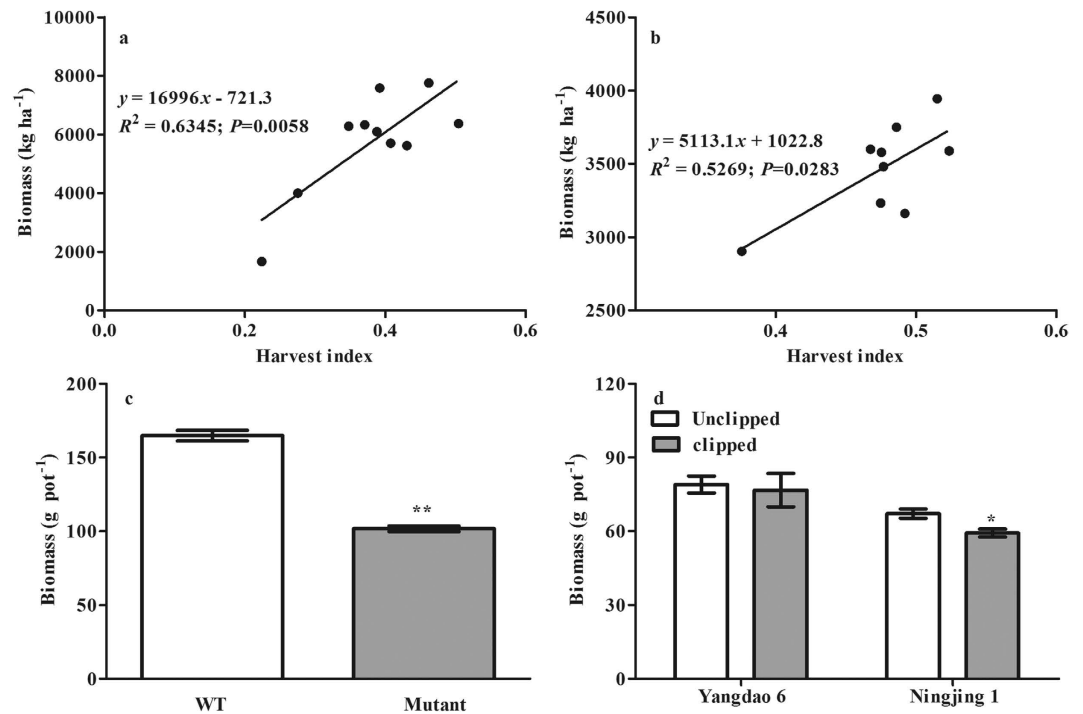 a
y = 16996x - 721.3
R² = 0.6345; P=0.0058
Biomass (kg ha⁻¹)
10000
8000
6000
4000
2000
0
0.0 0.2 0.4 0.6
Harvest index
b
y = 5113.1x + 1022.8
R² = 0.5269; P=0.0283
Biomass (kg ha⁻¹)
4500
4000
3500
3000
2500
0.4 0.5 0.6
Harvest index
c
Biomass (g pot⁻¹)
200
150
100
50
0
**
WT Mutant
d
Unclipped
clipped
Biomass (g pot⁻¹)
120
90
60
30
0
*
Yangdao 6 Ningjing 1